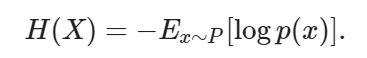 H(X) = −E_{x∼P}[log p(x)].